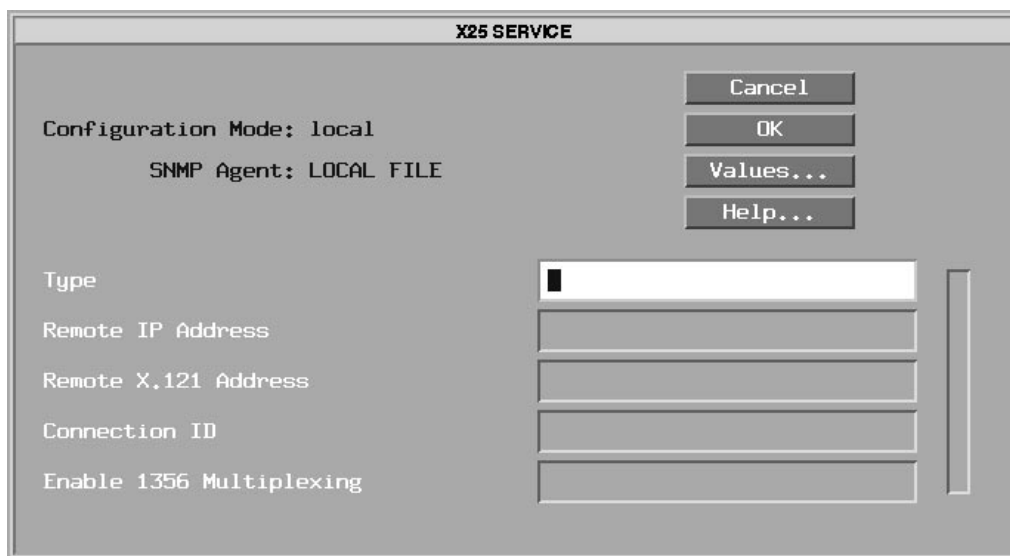 X25 SERVICE
Cancel
Configuration Mode: local
OK
SNMP Agent: LOCAL FILE
Values...
Help...
Type
Remote IP Address
Remote X.121 Address
Connection ID
Enable 1356 Multiplexing